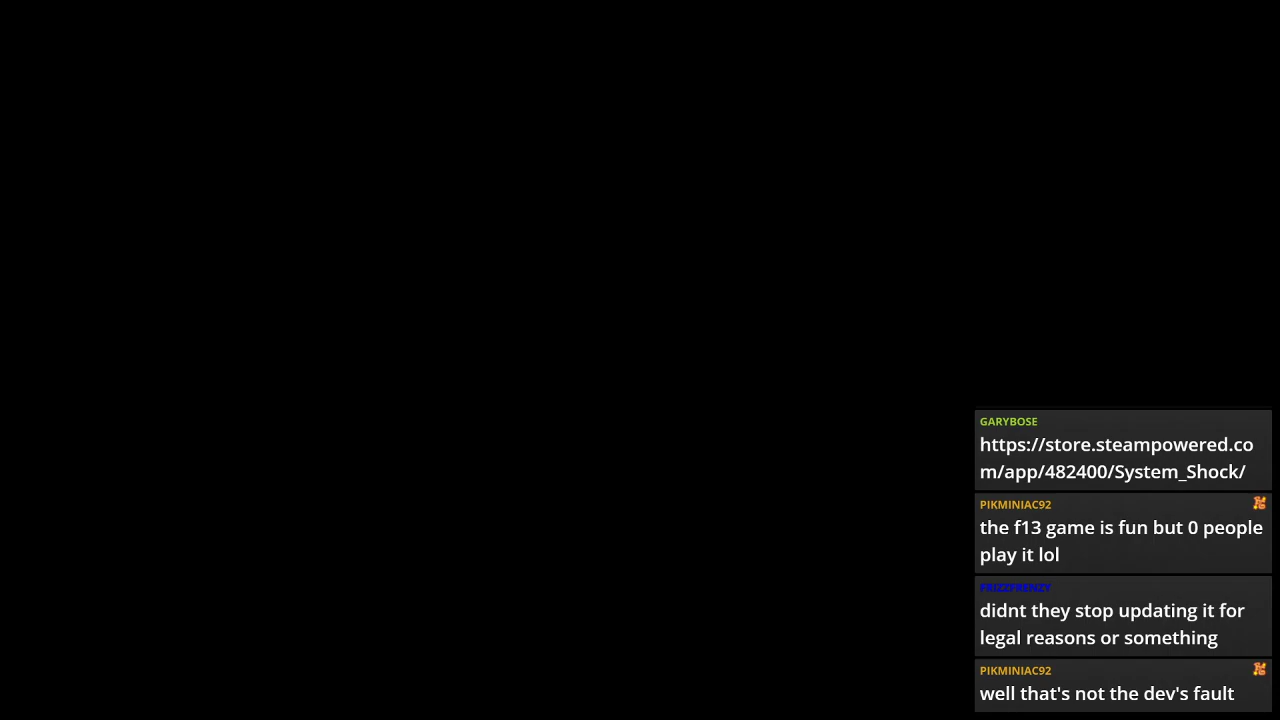 GARYBOSE
https://store.steampowered.co
m/app/482400/System_Shock/
PIKMINIAC92
the f13 game is fun but 0 people
play it lol
FRIZZFRENZY
didnt they stop updating it for
legal reasons or something
PIKMINIAC92
well that's not the dev's fault